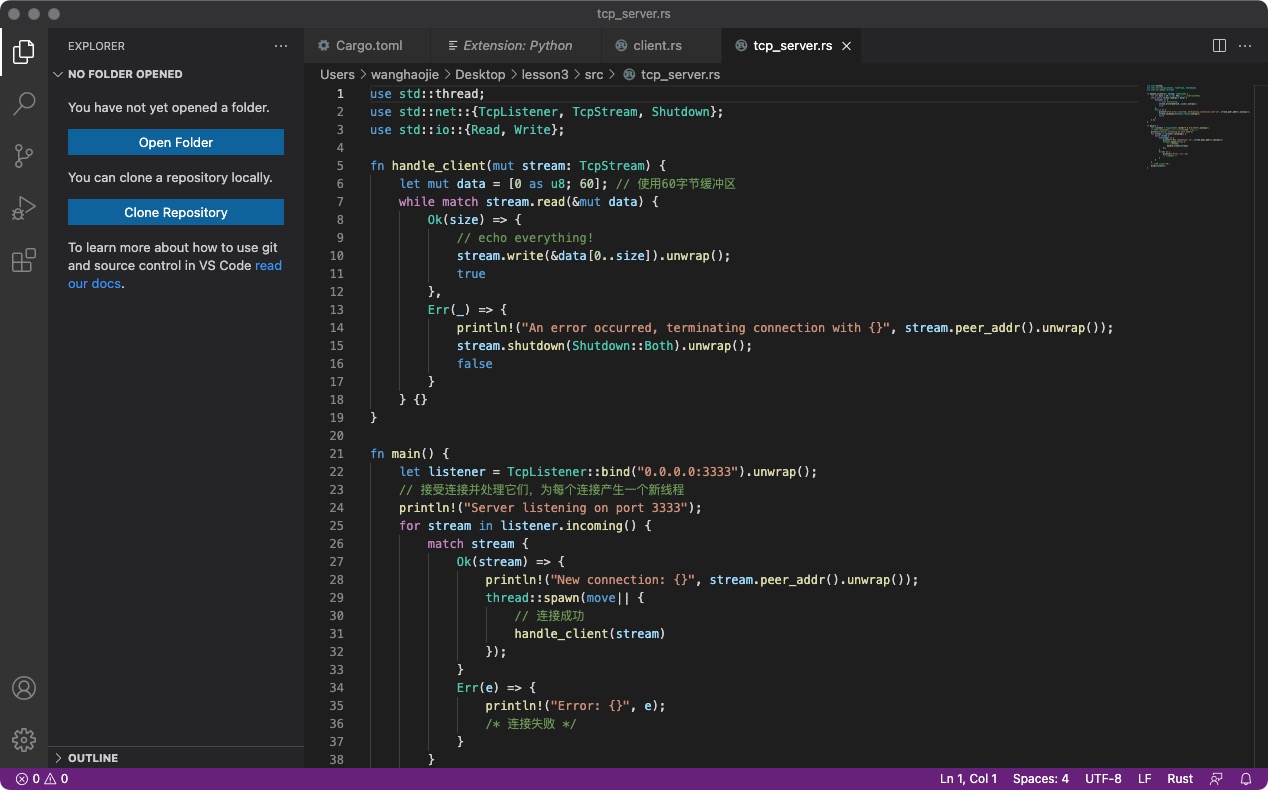 tcp_server.rs
EXPLORER
NO FOLDER OPENED
You have not yet opened a folder.
Open Folder
You can clone a repository locally.
Clone Repository
To learn more about how to use git
and source control in VS Code read
our docs.
OUTLINE
Cargo.toml
Extension: Python
client.rs
tcp_server.rs
Users > wanghaojie > Desktop > lesson3 > src > tcp_server.rs
1 use std::thread;
2 use std::net::{TcpListener, TcpStream, Shutdown};
3 use std::io::{Read, Write};
4
5 fn handle_client(mut stream: TcpStream) {
6     let mut data = [0 as u8; 60]; // 使用60字节缓冲区
7     while match stream.read(&mut data) {
8         Ok(size) => {
9             // echo everything!
10             stream.write(&data[0..size]).unwrap();
11             true
12         },
13         Err(_) => {
14             println!("An error occurred, terminating connection with {}", stream.peer_addr().unwrap());
15             stream.shutdown(Shutdown::Both).unwrap();
16             false
17         }
18     } {}
19 }
20
21 fn main() {
22     let listener = TcpListener::bind("0.0.0.0:3333").unwrap();
23     // 接受连接并处理它们，为每个连接产生一个新线程
24     println!("Server listening on port 3333");
25     for stream in listener.incoming() {
26         match stream {
27             Ok(stream) => {
28                 println!("New connection: {}", stream.peer_addr().unwrap());
29                 thread::spawn(move|| {
30                     // 连接成功
31                     handle_client(stream)
32                 });
33             }
34             Err(e) => {
35                 println!("Error: {}", e);
36                 /* 连接失败 */
37             }
38         }
0 0
Ln 1, Col 1
Spaces: 4
UTF-8
LF
Rust